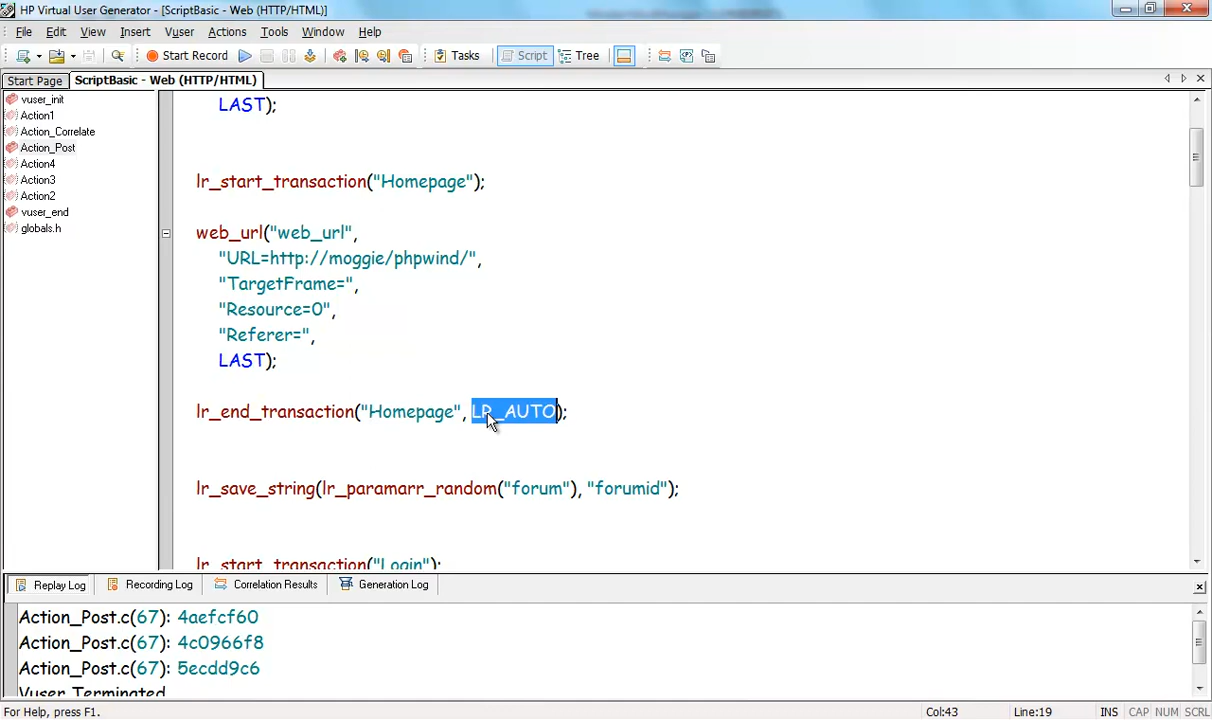 HP Virtual User Generator - [ScriptBasic - Web (HTTP/HTML)]
File Edit View Insert Vuser Actions Tools Window Help
Start Record Tasks Script Tree
Start Page ScriptBasic - Web (HTTP/HTML)
vuser_init
Action1
Action_Correlate
Action_Post
Action4
Action3
Action2
vuser_end
globals.h
LAST);
lr_start_transaction("Homepage");
web_url("web_url",
"URL=http://moggie/phpwind/",
"TargetFrame=",
"Resource=0",
"Referer=",
LAST);
lr_end_transaction("Homepage", LR_AUTO);
lr_save_string(lr_paramarr_random("forum"), "forumid");
lr_start_transaction("Login");
Replay Log Recording Log Correlation Results Generation Log
Action_Post.c(67): 4aefcf60
Action_Post.c(67): 4c0966f8
Action_Post.c(67): 5ecdd9c6
Vuser Terminated
For Help, press F1. Col:43 Line:19 INS CAP NUM SCRL